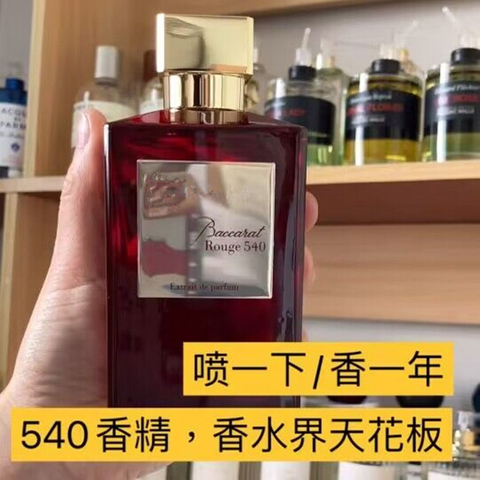 Baccarat
Rouge 540
Extrait de parfum
喷一下/香一年
540香精，香水界天花板